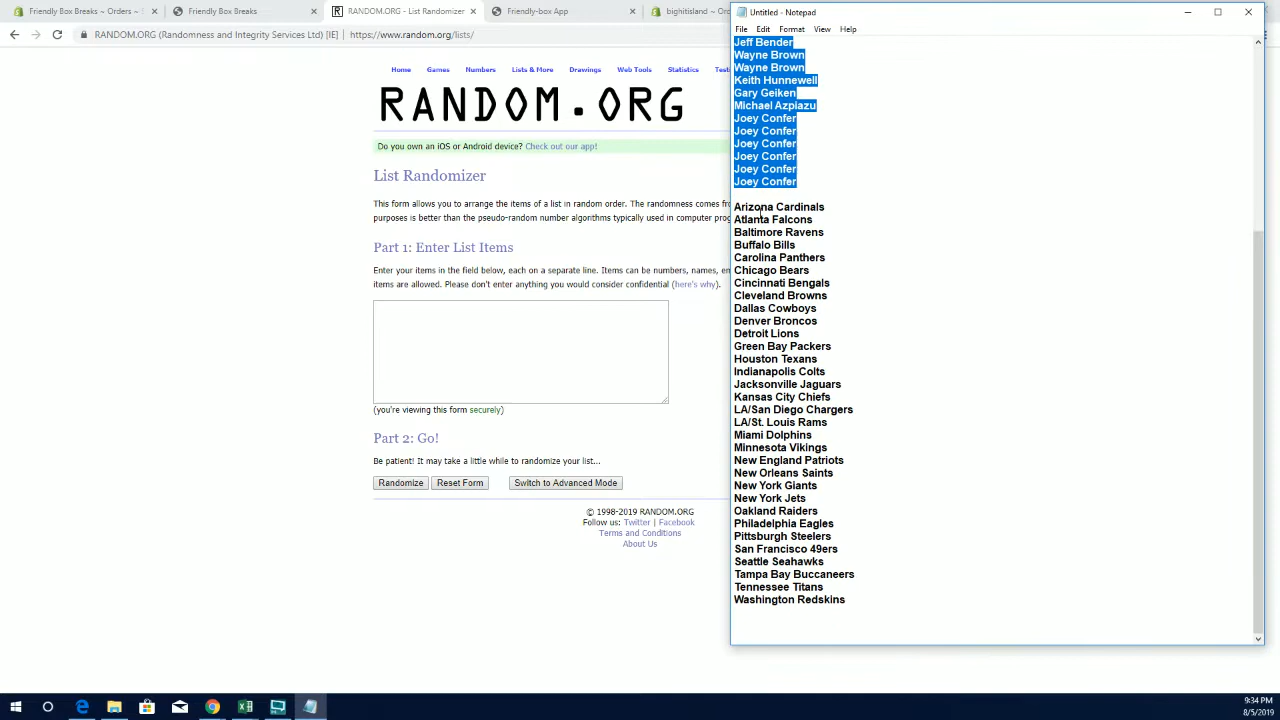 Friendly Box Breaks ~ Orders ~ S
Friendly Box Breaks
RANDOM.ORG - List Randomizer
Friendly-box App
bighitisland ~ Or
RANDOM.ORG (Randomness and Integrity Services Ltd) [IE] | https://www.random.org/lists/
Home Games Numbers Lists & More Drawings Web Tools Statistics Testi
RANDOM.ORG
Do you own an iOS or Android device? Check out our app!
List Randomizer
This form allows you to arrange the items of a list in random order. The randomness comes fro
purposes is better than the pseudo-random number algorithms typically used in computer prog
Part 1: Enter List Items
Enter your items in the field below, each on a separate line. Items can be numbers, names, em
items are allowed. Please don't enter anything you would consider confidential (here's why).
(you're viewing this form securely)
Part 2: Go!
Be patient! It may take a little while to randomize your list...
Randomize Reset Form Switch to Advanced Mode
© 1998-2019 RANDOM.ORG
Follow us: Twitter | Facebook
Terms and Conditions
About Us
Untitled - Notepad
File Edit Format View Help
Jeff Bender
Wayne Brown
Wayne Brown
Keith Hunnewell
Gary Geiken
Michael Azpiazu
Joey Confer
Joey Confer
Joey Confer
Joey Confer
Joey Confer
Joey Confer
Arizona Cardinals
Atlanta Falcons
Baltimore Ravens
Buffalo Bills
Carolina Panthers
Chicago Bears
Cincinnati Bengals
Cleveland Browns
Dallas Cowboys
Denver Broncos
Detroit Lions
Green Bay Packers
Houston Texans
Indianapolis Colts
Jacksonville Jaguars
Kansas City Chiefs
LA/San Diego Chargers
LA/St. Louis Rams
Miami Dolphins
Minnesota Vikings
New England Patriots
New Orleans Saints
New York Giants
New York Jets
Oakland Raiders
Philadelphia Eagles
Pittsburgh Steelers
San Francisco 49ers
Seattle Seahawks
Tampa Bay Buccaneers
Tennessee Titans
Washington Redskins
9:34 PM
8/5/2019